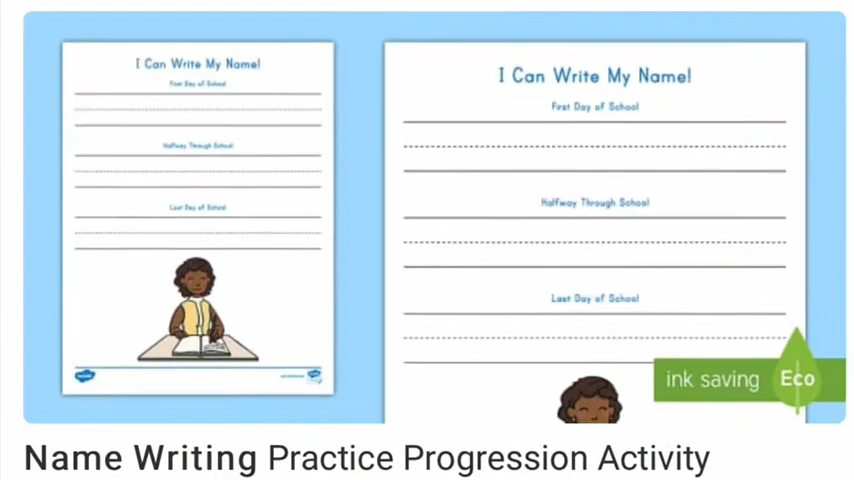 I Can Write My Name!
First Day of School
Halfway Through School
Last Day of School
I Can Write My Name!
First Day of School
Halfway Through School
Last Day of School
ink saving Eco
Name Writing Practice Progression Activity